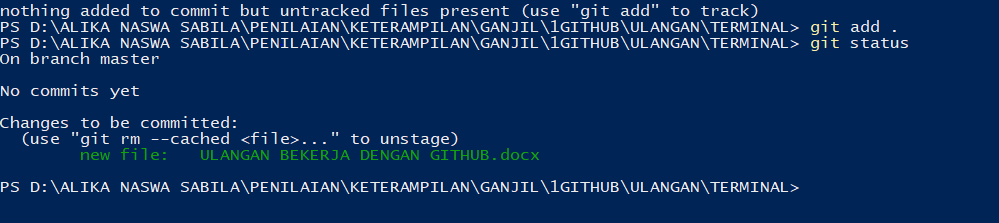 nothing added to commit but untracked files present (use "git add" to track)
PS D:\ALIKA NASWA SABILA\PENILAIAN\KETERAMPILAN\GANJIL\1GITHUB\ULANGAN\TERMINAL> git add .
PS D:\ALIKA NASWA SABILA\PENILAIAN\KETERAMPILAN\GANJIL\1GITHUB\ULANGAN\TERMINAL> git status
On branch master
No commits yet
Changes to be committed:
(use "git rm --cached <file>..." to unstage)
new file:   ULANGAN BEKERJA DENGAN GITHUB.docx
PS D:\ALIKA NASWA SABILA\PENILAIAN\KETERAMPILAN\GANJIL\1GITHUB\ULANGAN\TERMINAL>